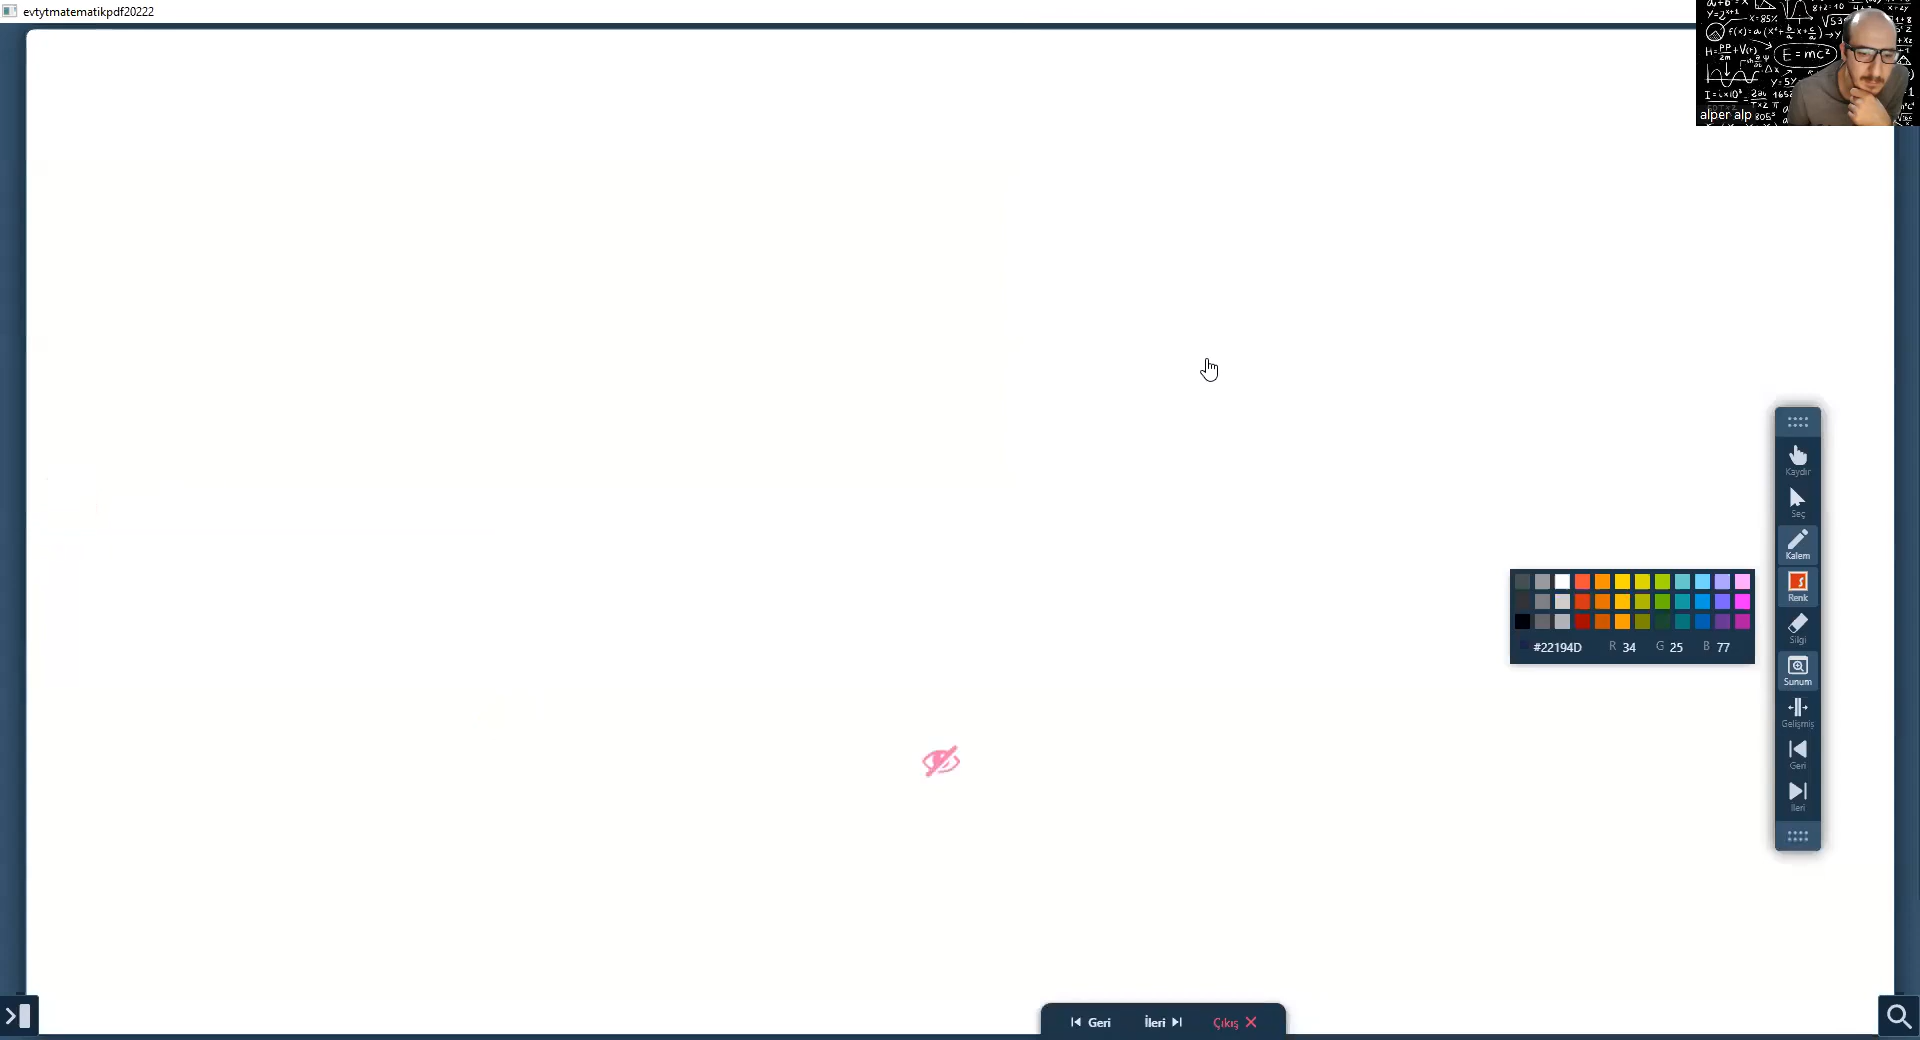 evtytmatematikpdf20222
E=mc²
alper alp
Kaydır
Seç
Kalem
Renk
Silgi
Sunum
Gelişmiş
Geri
İleri
#22194D R 34 G 25 B 77
Geri İleri Çıkış